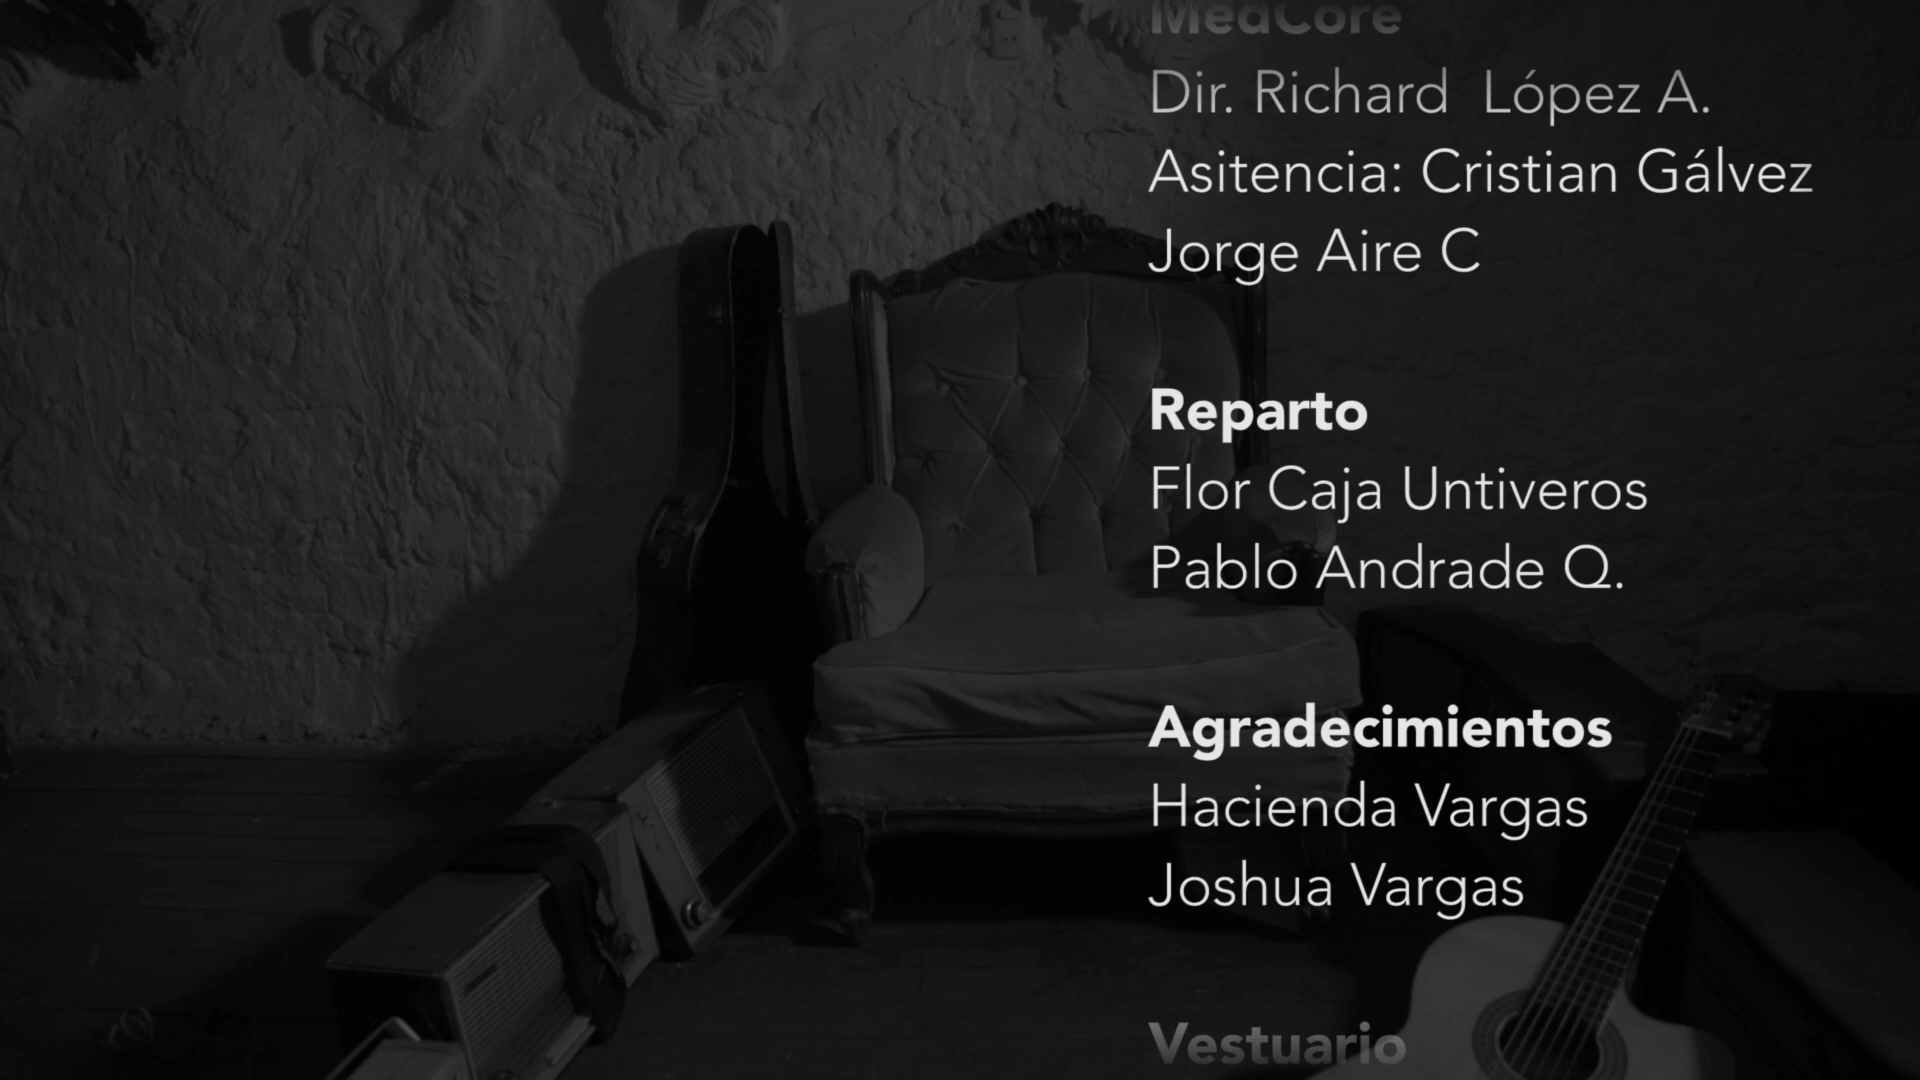 MedCore
Dir. Richard López A.
Asitencia: Cristian Gálvez
Jorge Aire C
Reparto
Flor Caja Untiveros
Pablo Andrade Q.
Agradecimientos
Hacienda Vargas
Joshua Vargas
Vestuario